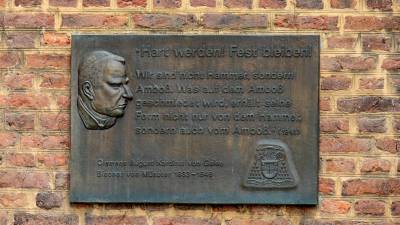 »Hart werden! Fest bleiben!
Wir sind nicht Hammer, sondern
Amboß. Was auf dem Amboß
geschmiedet wird, erhält seine
Form nicht nur von dem Hammer,
sondern auch vom Amboß.« (1941)
Clemens August Kardinal von Galen
Bischof von Münster 1933-1946